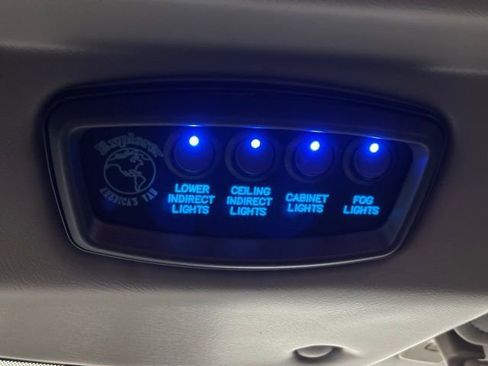 Explorer
AMERICA'S VAN
LOWER
INDIRECT
LIGHTS
CEILING
INDIRECT
LIGHTS
CABINET
LIGHTS
FOG
LIGHTS